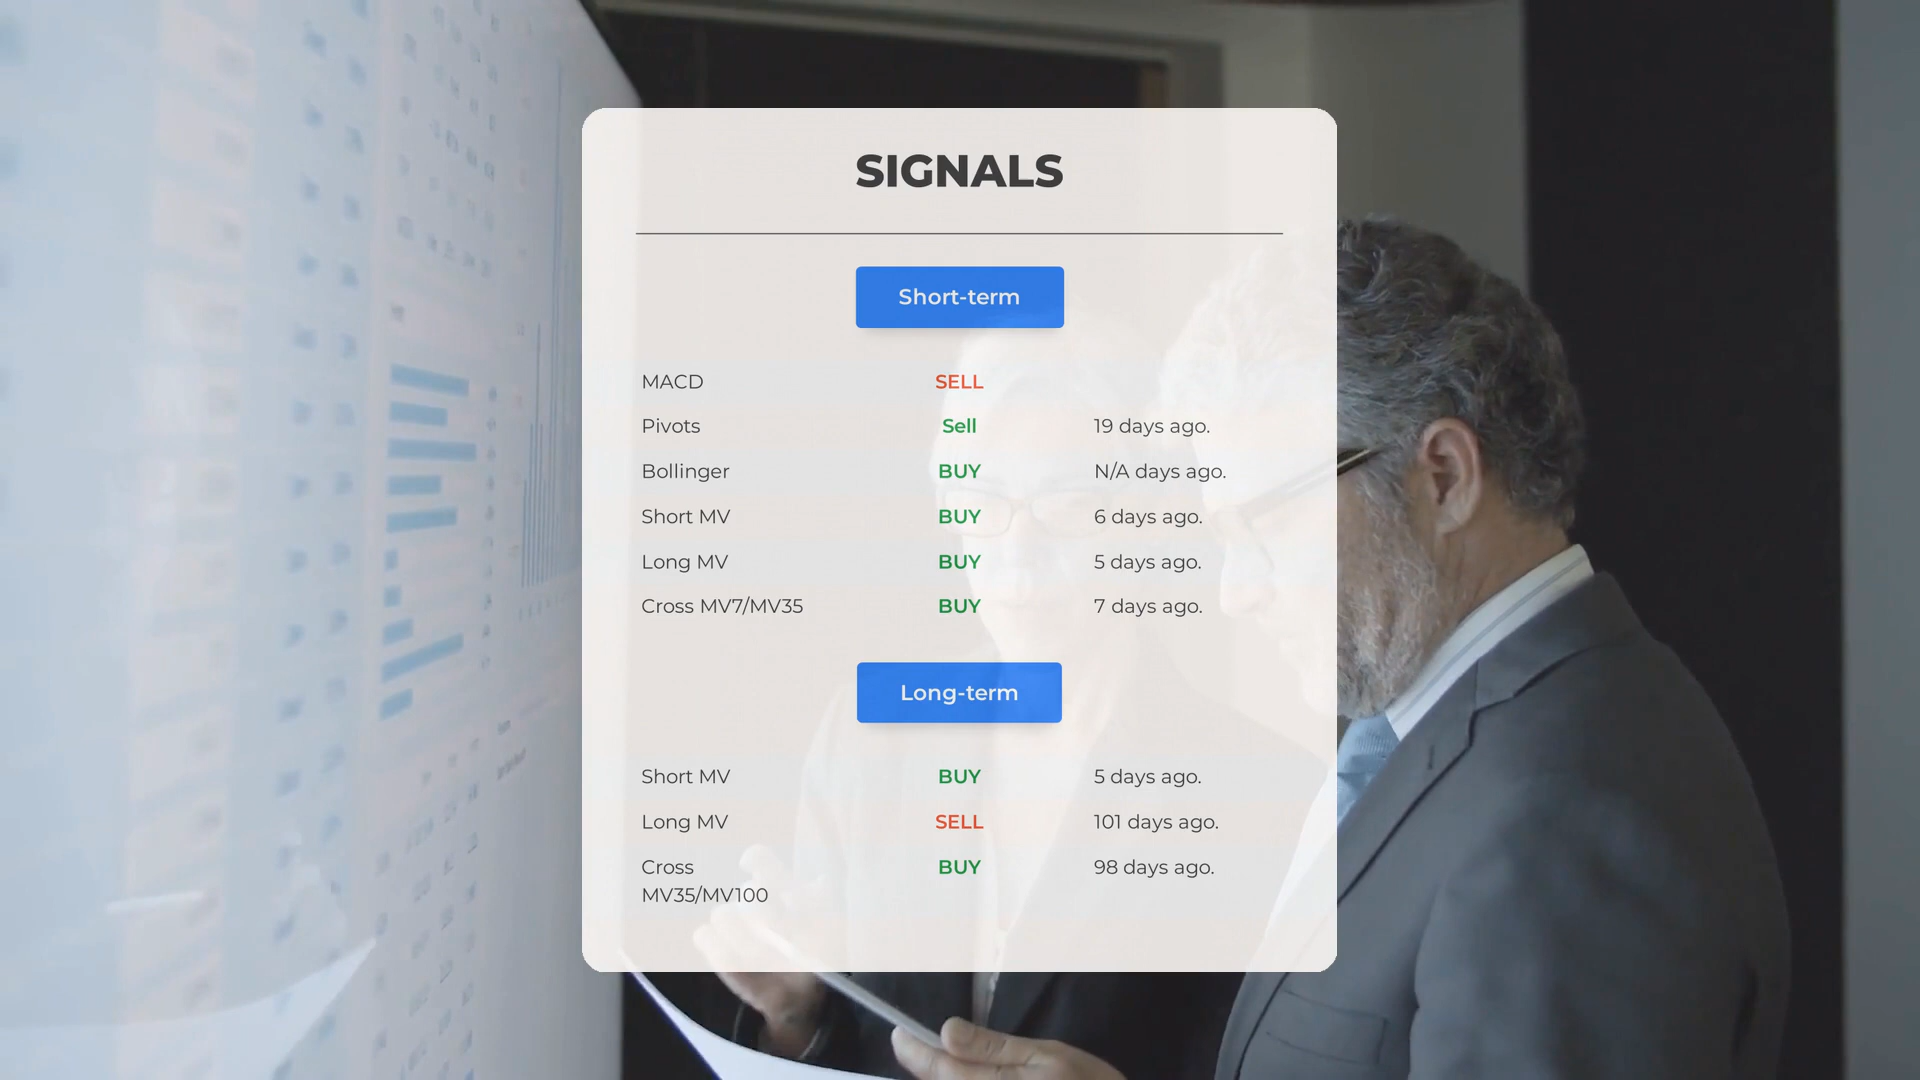 SIGNALS
Short-term
MACD SELL
Pivots Sell 19 days ago.
Bollinger BUY N/A days ago.
Short MV BUY 6 days ago.
Long MV BUY 5 days ago.
Cross MV7/MV35 BUY 7 days ago.
Long-term
Short MV BUY 5 days ago.
Long MV SELL 101 days ago.
Cross BUY 98 days ago.
MV35/MV100